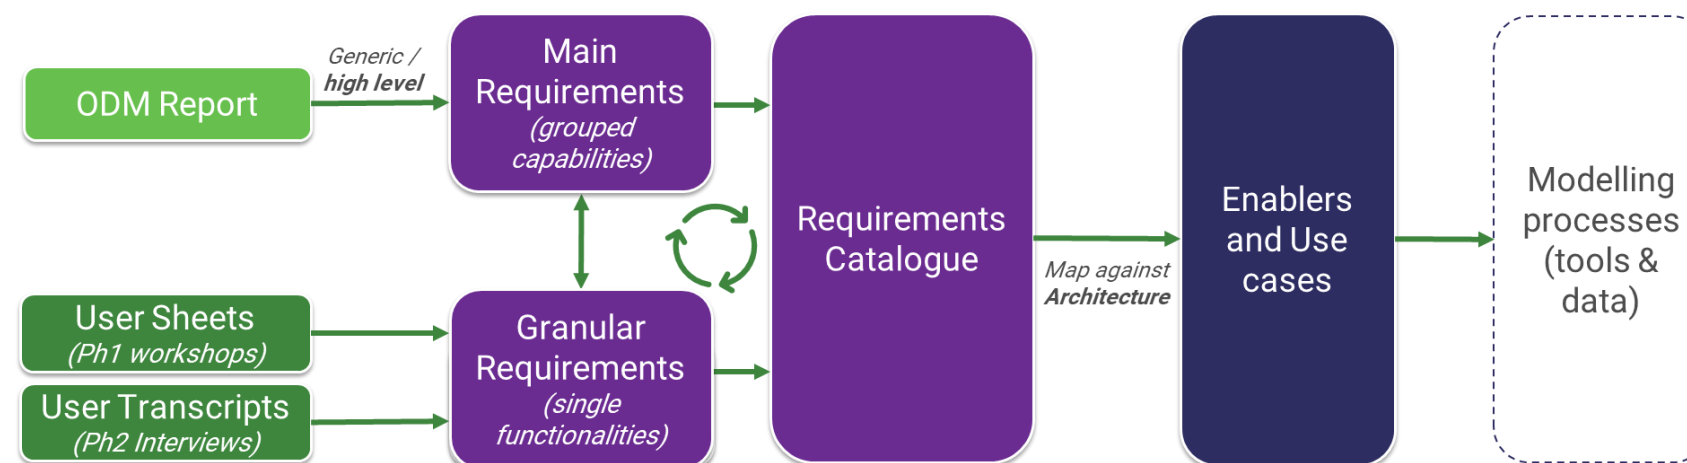 ODM Report
Generic /
high level
Main
Requirements
(grouped
capabilities)
User Sheets
(Ph1 workshops)
User Transcripts
(Ph2 Interviews)
Granular
Requirements
(single
functionalities)
Requirements
Catalogue
Map against
Architecture
Enablers
and Use
cases
Modelling
processes
(tools &
data)